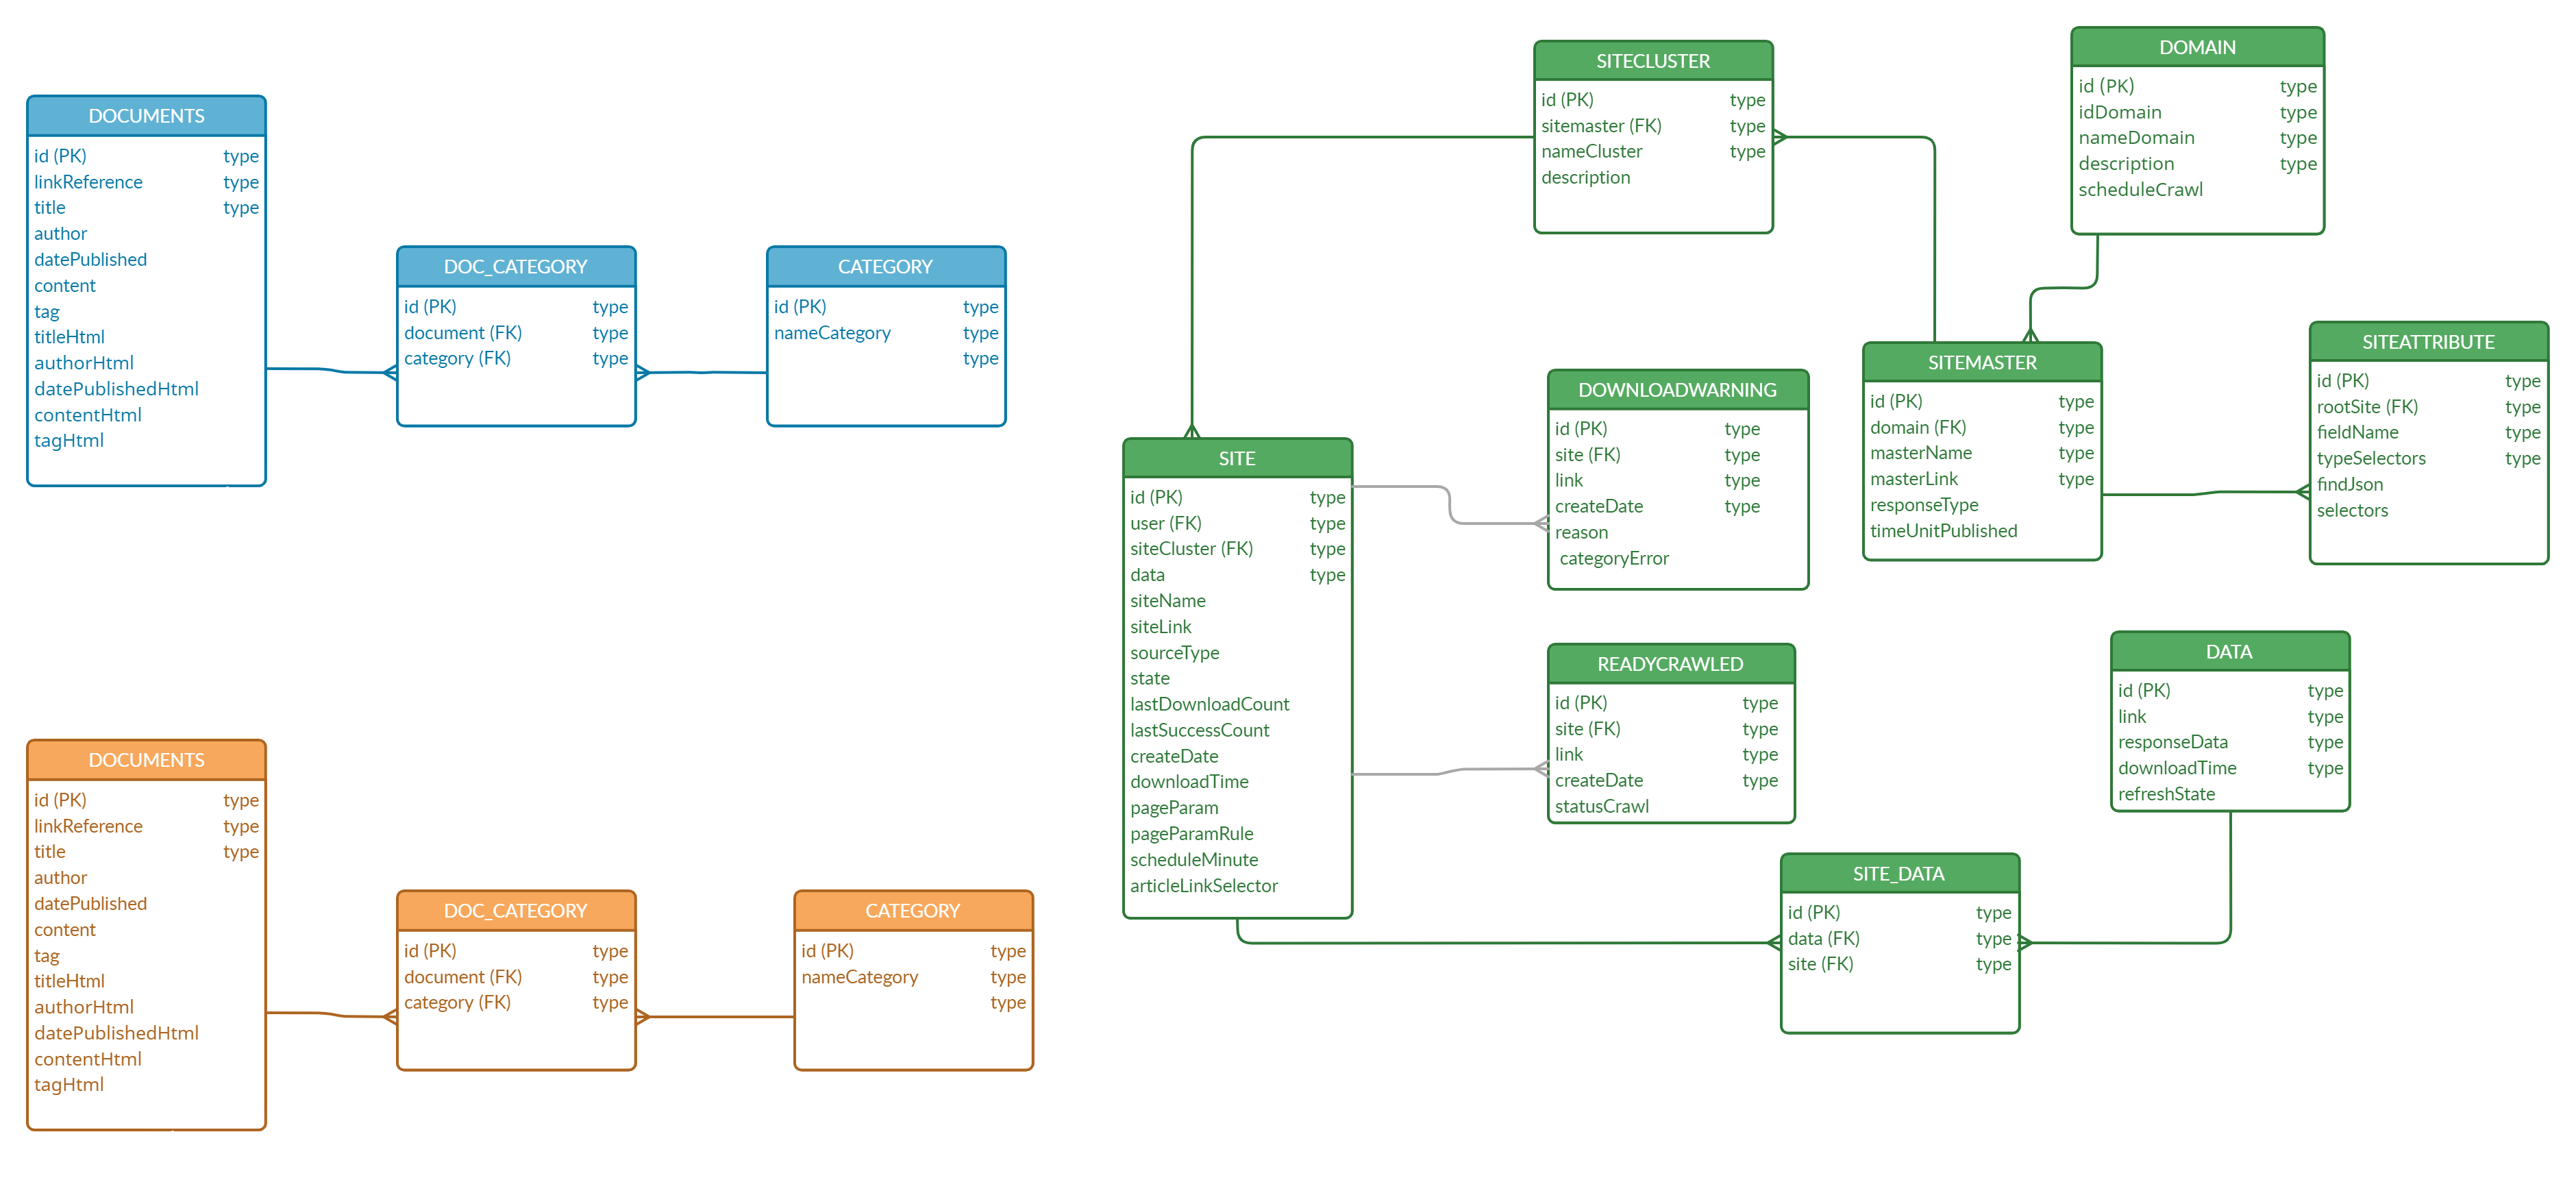 DOCUMENTS
id (PK) type
linkReference type
title type
author
datePublished
content
tag
titleHtml
authorHtml
datePublishedHtml
contentHtml
tagHtml
DOC_CATEGORY
id (PK) type
document (FK) type
category (FK) type
CATEGORY
id (PK) type
nameCategory type
type
DOCUMENTS
id (PK) type
linkReference type
title type
author
datePublished
content
tag
titleHtml
authorHtml
datePublishedHtml
contentHtml
tagHtml
DOC_CATEGORY
id (PK) type
document (FK) type
category (FK) type
CATEGORY
id (PK) type
nameCategory type
type
SITECLUSTER
id (PK) type
sitemaster (FK) type
nameCluster type
description
DOMAIN
id (PK) type
idDomain type
nameDomain type
description type
scheduleCrawl
SITE
id (PK) type
user (FK) type
siteCluster (FK) type
data type
siteName
siteLink
sourceType
state
lastDownloadCount
lastSuccessCount
createDate
downloadTime
pageParam
pageParamRule
scheduleMinute
articleLinkSelector
DOWNLOADWARNING
id (PK) type
site (FK) type
link type
createDate type
reason
categoryError
SITEMASTER
id (PK) type
domain (FK) type
masterName type
masterLink type
responseType
timeUnitPublished
SITEATTRIBUTE
id (PK) type
rootSite (FK) type
fieldName type
typeSelectors type
findJson
selectors
READYCRAWLED
id (PK) type
site (FK) type
link type
createDate type
statusCrawl
DATA
id (PK) type
link type
responseData type
downloadTime type
refreshState
SITE_DATA
id (PK) type
data (FK) type
site (FK) type